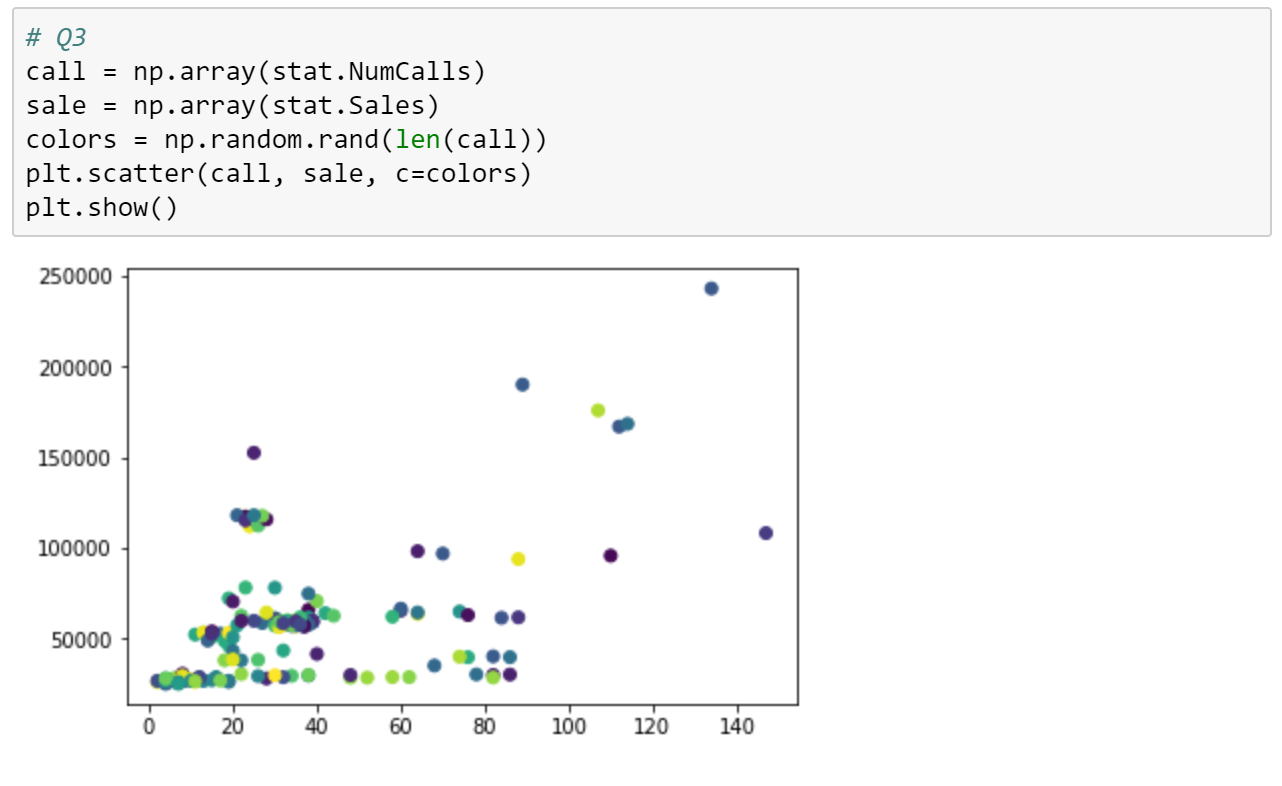 # Q3
call = np.array(stat.NumCalls)
sale = np.array(stat.Sales)
colors = np.random.rand(len(call))
plt.scatter(call, sale, c=colors)
plt.show()
250000
200000
150000
100000
50000
0 20 40 60 80 100 120 140